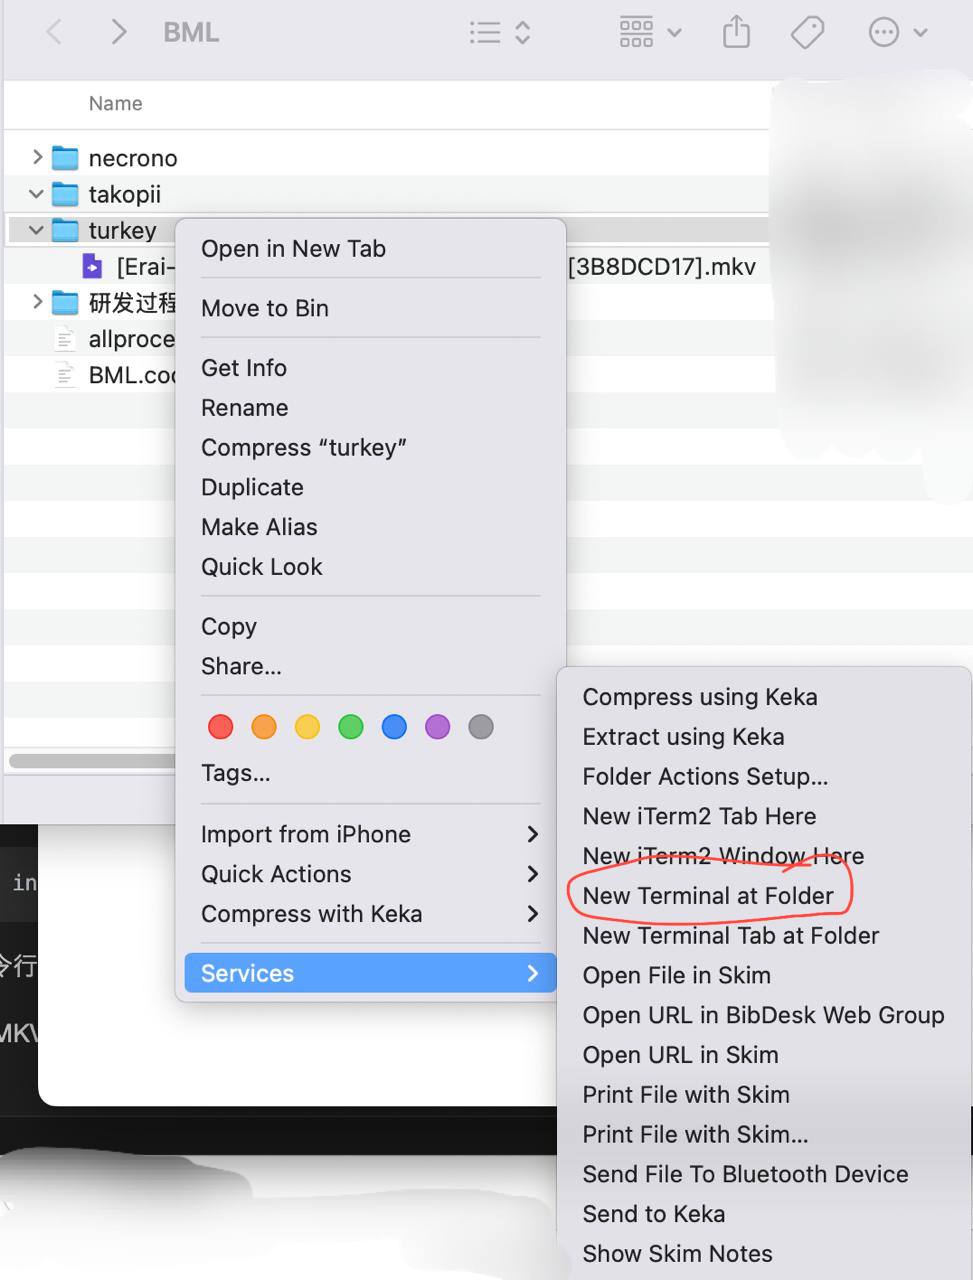 BML
Name
necrono
takopii
turkey
[Erai-
[3B8DCD17].mkv
研发过程
allproce
BML.co
Open in New Tab
Move to Bin
Get Info
Rename
Compress “turkey”
Duplicate
Make Alias
Quick Look
Copy
Share...
Tags...
Import from iPhone
Quick Actions
Compress with Keka
Services
Compress using Keka
Extract using Keka
Folder Actions Setup...
New iTerm2 Tab Here
New iTerm2 Window Here
New Terminal at Folder
New Terminal Tab at Folder
Open File in Skim
Open URL in BibDesk Web Group
Open URL in Skim
Print File with Skim
Print File with Skim...
Send File To Bluetooth Device
Send to Keka
Show Skim Notes
in
令行
MKV